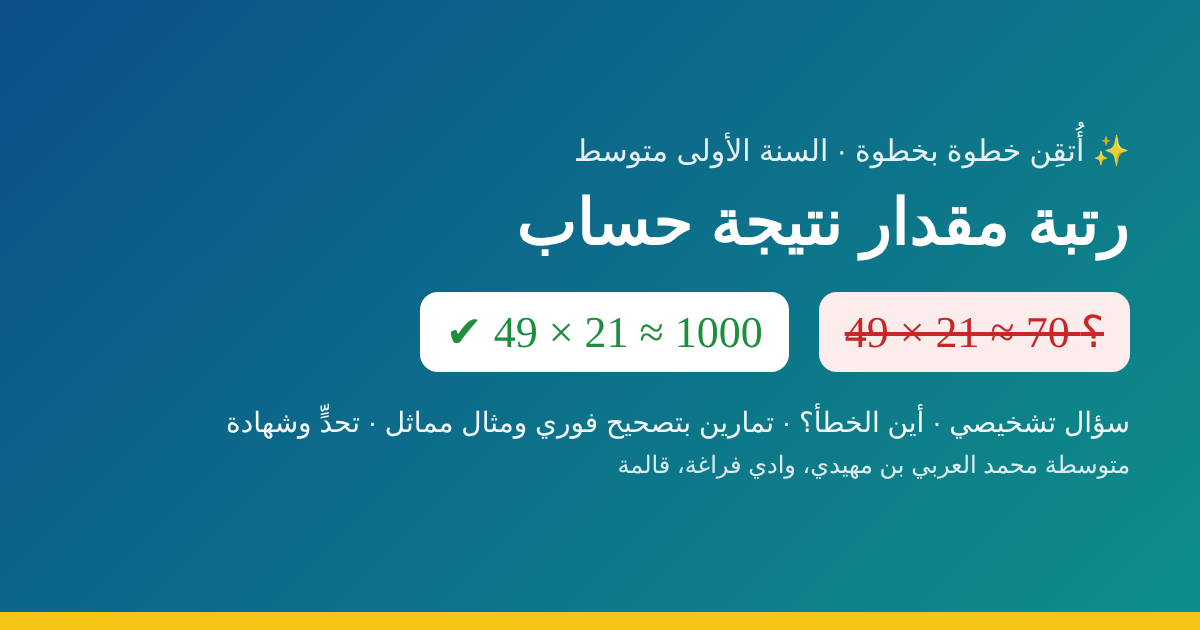 ✨ أُتقِن خطوة بخطوة · السنة الأولى متوسط
رتبة مقدار نتيجة حساب
49 × 21 ≈ 70 ؟
49 × 21 ≈ 1000 ✔
سؤال تشخيصي · أين الخطأ؟ · تمارين بتصحيح فوري ومثال مماثل · تحدٍّ وشهادة
متوسطة محمد العربي بن مهيدي، وادي فراغة، قالمة